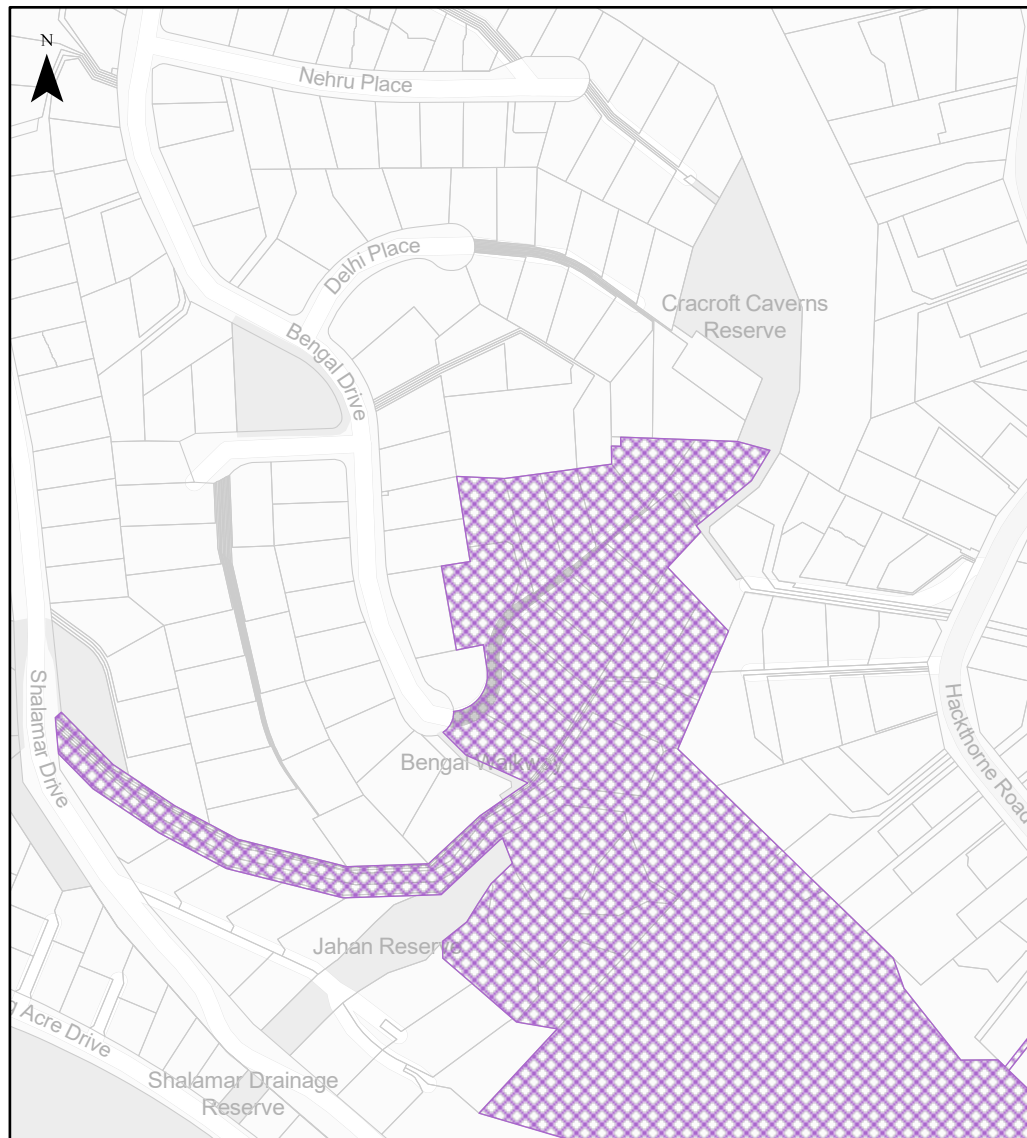 N
Nehru Place
Delhi Place
Cracroft Caverns
Reserve
Bengal Drive
Shalamar Drive
Hackthorne Road
Bengal Walkway
Jahan Reserve
Acre Drive
Shalamar Drainage
Reserve